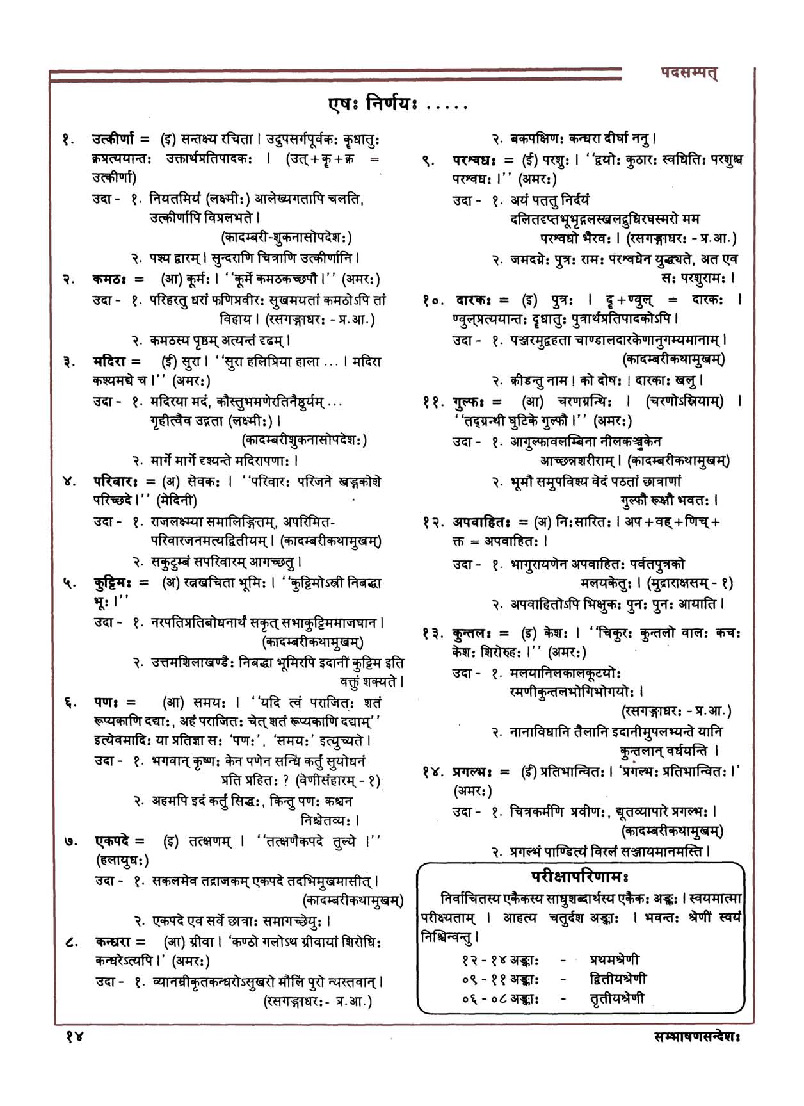 पदसम्पत्
एषः निर्णयः . . . . .
१. उत्कीर्णा = (इ) सन्तक्ष्य रचिता । उदुपसर्गपूर्वकः कॄधातुः
क्रप्रत्ययान्तः उक्तार्थप्रतिपादकः । (उत्+कॄ+क्र =
उत्कीर्णा)
उदा - १. नियतमियं (लक्ष्मीः) आलेख्यगतापि चलति,
उत्कीर्णापि विप्रलभते ।
(कादम्बरी-शुकनासोपदेशः)
२. पश्य द्वारम् । सुन्दराणि चित्राणि उत्कीर्णानि ।
२. कमठः = (आ) कूर्मः । ‘‘कूर्मे कमठकच्छपौ ।’’ (अमरः)
उदा - १. परिहरतु धरां फणिप्रवीरः सुखमयतां कमठोऽपि तां
विहाय । (रसगङ्गाधरः - प्र.आ.)
२. कमठस्य पृष्ठम् अत्यन्तं दृढम् ।
३. मदिरा = (ई) सुरा । ‘‘सुरा हलिप्रिया हाला ... । मदिरा
कश्यमद्ये च ।’’ (अमरः)
उदा - १. मदिरया मदं, कौस्तुभमणेरतिनैष्ठुर्यम् ...
गृहीत्वैव उद्गता (लक्ष्मीः) ।
(कादम्बरीशुकनासोपदेशः)
२. मार्गे मार्गे दृश्यन्ते मदिरापणाः ।
४. परिवारः = (अ) सेवकः । ‘‘परिवारः परिजने खड्गकोशे
परिच्छदे ।’’ (मेदिनी)
उदा - १. राजलक्ष्म्या समालिङ्गितम्, अपरिमित-
परिवारजनमत्यद्वितीयम् । (कादम्बरीकथामुखम्)
२. सकुटुम्बं सपरिवारम् आगच्छतु ।
५. कुट्टिमः = (अ) रत्नखचिता भूमिः । ‘‘कुट्टिमोऽस्त्री निबद्धा
भूः ।’’
उदा - १. नरपतिप्रतिबोधनार्थं सकृत् सभाकुट्टिममाजघान ।
(कादम्बरीकथामुखम्)
२. उत्तमशिलाखण्डैः निबद्धा भूमिरपि इदानीं कुट्टिम इति
वक्तुं शक्यते ।
६. पणः = (आ) समयः । ‘‘यदि त्वं पराजितः शतं
रूप्यकाणि दद्याः, अहं पराजितः चेत् शतं रूप्यकाणि दद्याम्’’
इत्येवमादिः या प्रतिज्ञा सः ‘पणः’, ‘समयः’ इत्युच्यते ।
उदा - १. भगवान् कृष्णः केन पणेन सन्धि कर्तुं सुयोधनं
प्रति प्रहितः ? (वेणीसंहारम् - १)
२. अहमपि इदं कर्तुं सिद्धः, किन्तु पणः कश्चन
निश्चेतव्यः ।
७. एकपदे = (इ) तत्क्षणम् । ‘‘तत्क्षणैकपदे तुल्ये ।’’
(हलायुधः)
उदा - १. सकलमेव तद्राजकम् एकपदे तदभिमुखमासीत् ।
(कादम्बरीकथामुखम्)
२. एकपदे एव सर्वे छात्राः समागच्छेयुः ।
८. कन्धरा = (आ) ग्रीवा । ‘कण्ठो गलोऽथ ग्रीवायां शिरोधिः
कन्धरेऽत्यपि ।’ (अमरः)
उदा - १. व्यानम्रीकृतकन्धरोऽसुखरो मौलिं पुरो न्यस्तवान् ।
(रसगङ्गाधरः- प्र.आ.)
२. बकपक्षिणः कन्धरा दीर्घा ननु ।
९. परश्वधः = (ई) परशुः । ‘‘द्वयोः कुठारः स्वधितिः परशुश्च
परश्वधः ।’’ (अमरः)
उदा - १. अयं पततु निर्दयं
दलितदृप्तभूभृद्गलस्खलद्रुधिरघस्मरो मम
परश्वधो भैरवः । (रसगङ्गाधरः - प्र.आ.)
२. जमदग्नेः पुत्रः रामः परश्वधेन युद्ध्यते, अत एव
सः परशुरामः ।
१०. दारकः = (इ) पुत्रः । दॄ+ण्वुल् = दारकः ।
ण्वुल्प्रत्ययान्तः दॄधातुः पुत्रार्थप्रतिपादकोऽपि ।
उदा - १. पञ्जरमुद्वहता चाण्डालदारकेणानुगम्यमानाम् ।
(कादम्बरीकथामुखम्)
२. क्रीडन्तु नाम । को दोषः । दारकाः खलु ।
११. गुल्फः = (आ) चरणग्रन्थिः । (चरणोऽस्त्रियाम्) ।
‘‘तद्ग्रन्थी घुटिके गुल्फौ ।’’ (अमरः)
उदा - १. आगुल्फावलम्बिना नीलकञ्चुकेन
आच्छन्नशरीराम् । (कादम्बरीकथामुखम्)
२. भूमौ समुपविश्य वेदं पठतां छात्राणां
गुल्फौ रूक्षौ भवतः ।
१२. अपवाहितः = (अ) निःसारितः । अप+वह्+णिच्+
क्त = अपवाहितः ।
उदा - १. भागुरायणेन अपवाहितः पर्वतपुत्रको
मलयकेतुः । (मुद्राराक्षसम् - १)
२. अपवाहितोऽपि भिक्षुकः पुनः पुनः आयाति ।
१३. कुन्तलः = (इ) केशः । ‘‘चिकुरः कुन्तलो वालः कचः
केशः शिरोरुहः ।’’ (अमरः)
उदा - १. मलयानिलकालकूटयोः
रमणीकुन्तलभोगिभोगयोः ।
(रसगङ्गाधरः - प्र.आ.)
२. नानाविधानि तैलानि इदानीमुपलभ्यन्ते यानि
कुन्तलान् वर्धयन्ति ।
१४. प्रगल्भः = (ई) प्रतिभान्वितः । ‘प्रगल्भः प्रतिभान्वितः ।’
(अमरः)
उदा - १. चित्रकर्मणि प्रवीणः, द्यूतव्यापारे प्रगल्भः ।
(कादम्बरीकथामुखम्)
२. प्रगल्भं पाण्डित्यं विरलं सञ्जायमानमस्ति ।
परीक्षापरिणामः
निर्वाचितस्य एकैकस्य साधुशब्दार्थस्य एकैकः अङ्कः । स्वयमात्मा
परीक्ष्यताम् । आहत्य चतुर्दश अङ्काः । भवन्तः श्रेणीं स्वयं
निश्चिन्वन्तु ।
१२ - १४ अङ्काः - प्रथमश्रेणी
०९ - ११ अङ्काः - द्वितीयश्रेणी
०६ - ०८ अङ्काः - तृतीयश्रेणी
१४
सम्भाषणसन्देशः